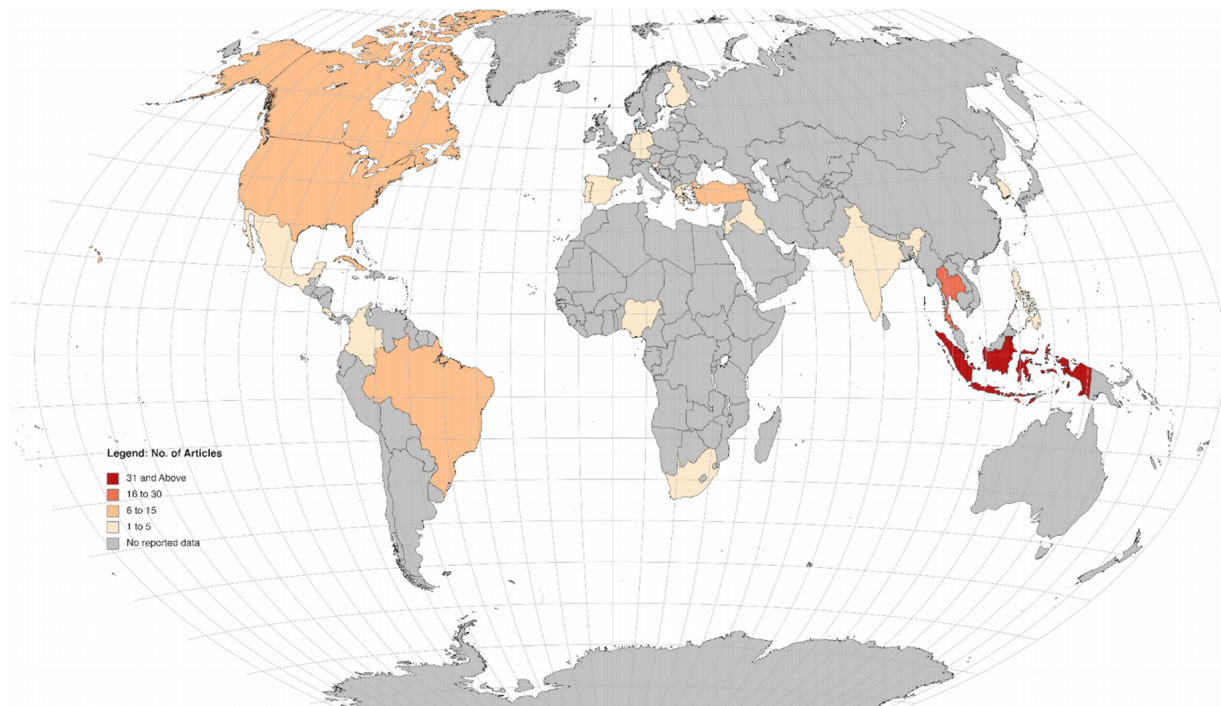 Legend: No. of Articles
31 and Above
16 to 30
6 to 15
1 to 5
No reported data